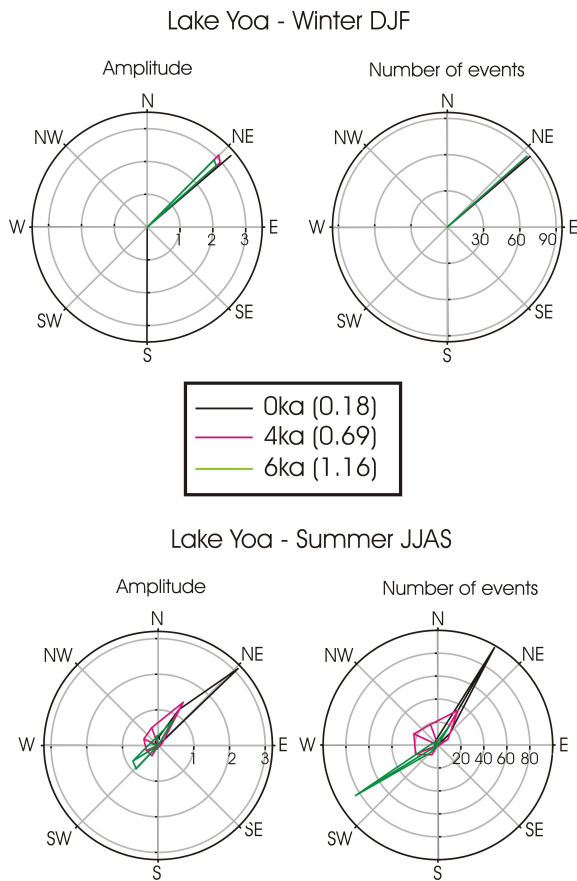 Lake Yoa - Winter DJF
Amplitude
Number of events
N
N
NW
NE
NW
NE
W
1
2
3
E
W
30
60
90
E
SW
SE
SW
SE
S
S
0ka (0.18)
4ka (0.69)
6ka (1.16)
Lake Yoa - Summer JJAS
Amplitude
Number of events
N
N
NW
NE
NW
NE
W
1
2
3
E
W
20 40 60 80
E
SW
SE
SW
SE
S
S